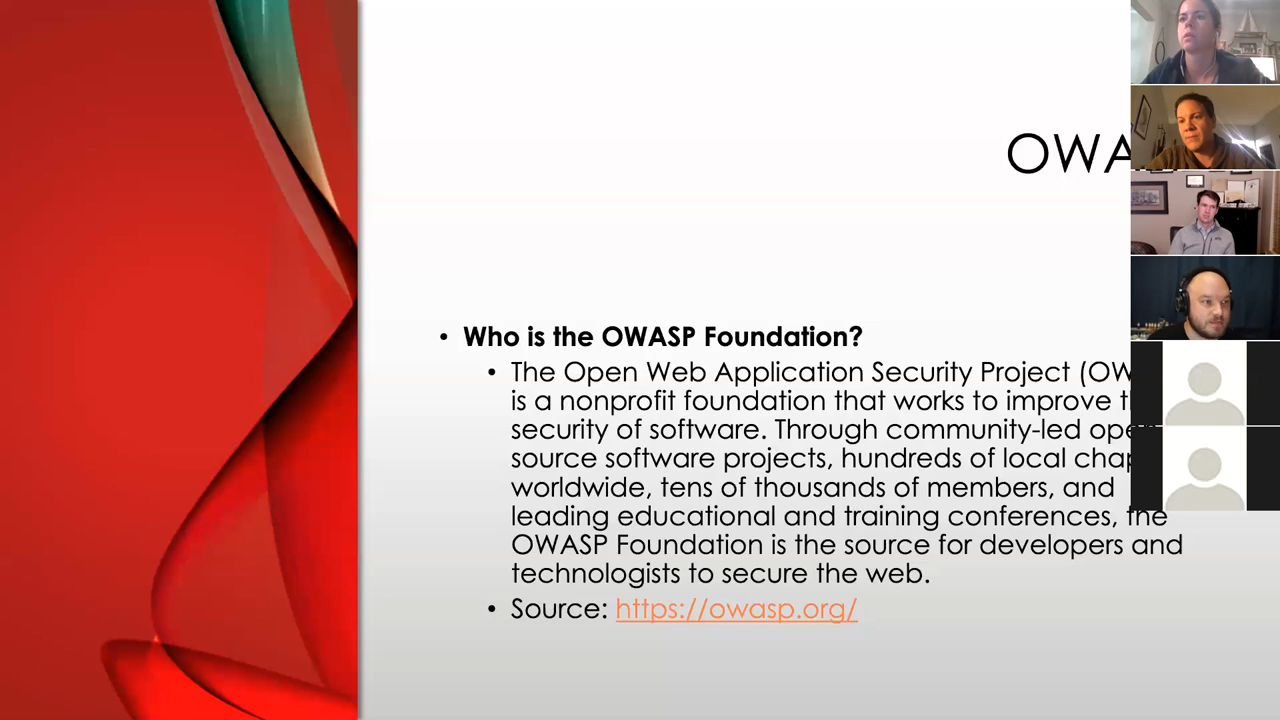 OWA
• Who is the OWASP Foundation?
• The Open Web Application Security Project (OW
is a nonprofit foundation that works to improve t
security of software. Through community-led open
source software projects, hundreds of local chap
worldwide, tens of thousands of members, and
leading educational and training conferences, the
OWASP Foundation is the source for developers and
technologists to secure the web.
• Source: https://owasp.org/